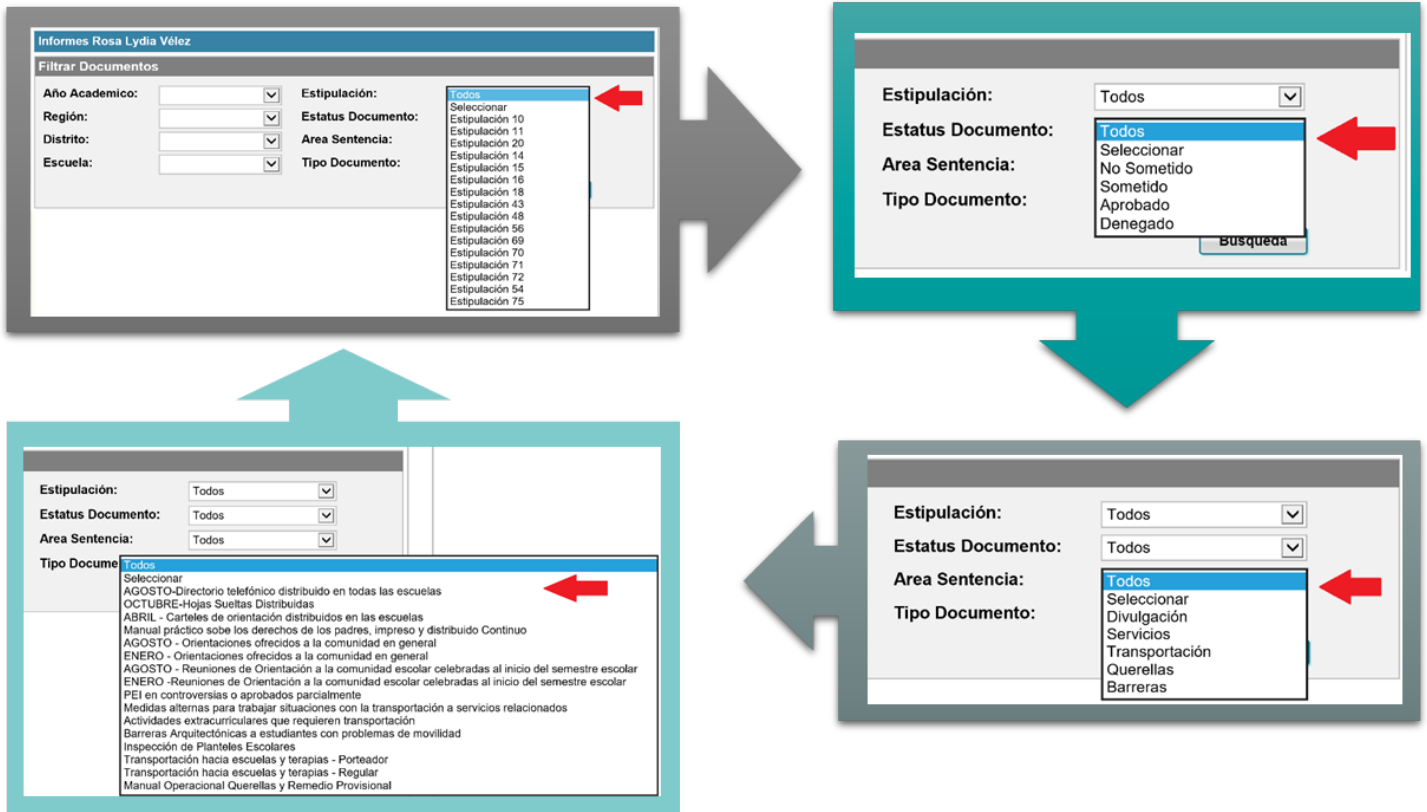 Informes Rosa Lydia Vélez
Filtrar Documentos
Año Academico:
Región:
Distrito:
Escuela:
Estipulación:
Estatus Documento:
Area Sentencia:
Tipo Documento:
Todos
Seleccionar
Estipulación 10
Estipulación 11
Estipulación 20
Estipulación 14
Estipulación 15
Estipulación 16
Estipulación 18
Estipulación 43
Estipulación 48
Estipulación 56
Estipulación 69
Estipulación 70
Estipulación 71
Estipulación 72
Estipulación 54
Estipulación 75
Estipulación: Todos
Estatus Documento:
Area Sentencia:
Tipo Documento:
Todos
Seleccionar
No Sometido
Sometido
Aprobado
Denegado
Búsqueda
Estipulación: Todos
Estatus Documento: Todos
Area Sentencia:
Tipo Documento:
Todos
Seleccionar
Divulgación
Servicios
Transportación
Querellas
Barreras
Estipulación: Todos
Estatus Documento: Todos
Area Sentencia: Todos
Tipo Docume
Todos
Seleccionar
AGOSTO-Directorio telefónico distribuido en todas las escuelas
OCTUBRE-Hojas Sueltas Distribuidas
ABRIL - Carteles de orientación distribuidos en las escuelas
Manual práctico sobe los derechos de los padres, impreso y distribuido Continuo
AGOSTO - Orientaciones ofrecidos a la comunidad en general
ENERO - Orientaciones ofrecidos a la comunidad en general
AGOSTO - Reuniones de Orientación a la comunidad escolar celebradas al inicio del semestre escolar
ENERO -Reuniones de Orientación a la comunidad escolar celebradas al inicio del semestre escolar
PEI en controversias o aprobados parcialmente
Medidas alternas para trabajar situaciones con la transportación a servicios relacionados
Actividades extracurriculares que requieren transportación
Barreras Arquitectónicas a estudiantes con problemas de movilidad
Inspección de Planteles Escolares
Transportación hacia escuelas y terapias - Porteador
Transportación hacia escuelas y terapias - Regular
Manual Operacional Querellas y Remedio Provisional